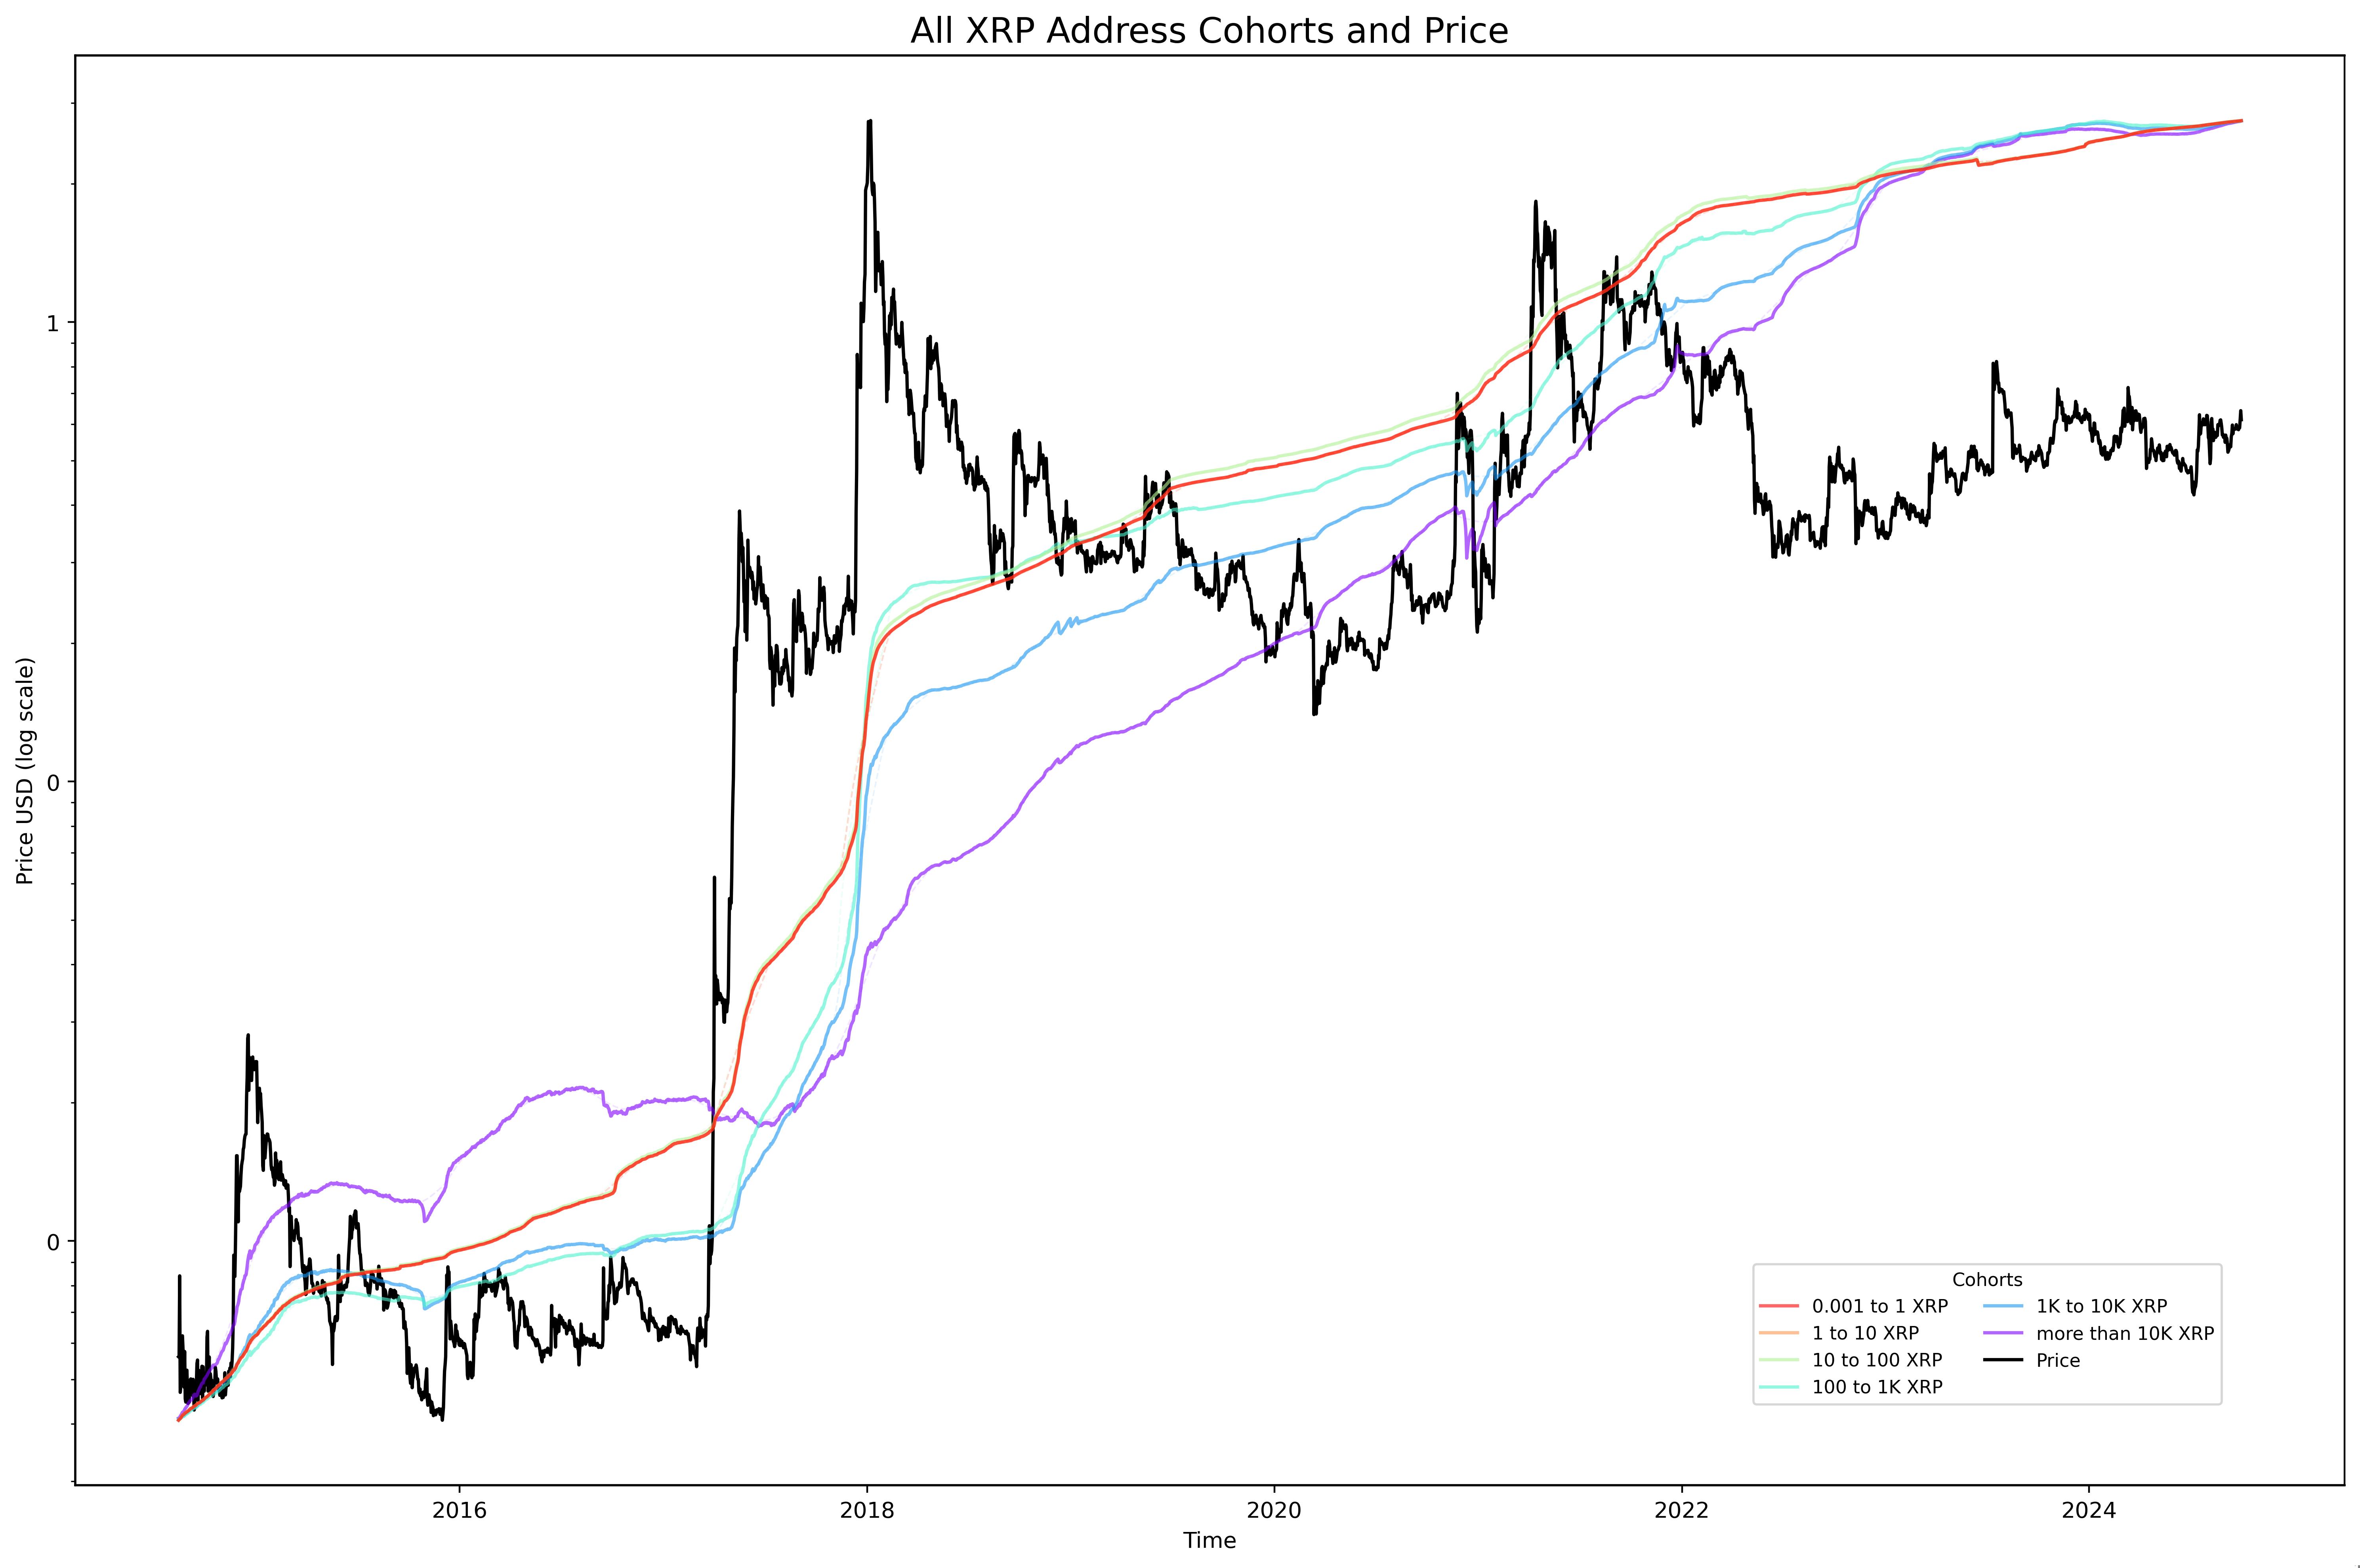 All XRP Address Cohorts and Price
Price USD (log scale)
1
0
0
2016
2018
2020
2022
2024
Time
Cohorts
0.001 to 1 XRP
1 to 10 XRP
10 to 100 XRP
100 to 1K XRP
1K to 10K XRP
more than 10K XRP
Price